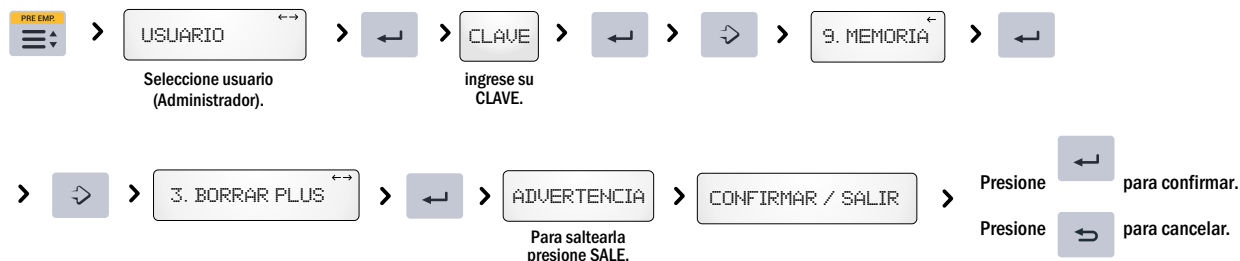 PRE EMP.
USUARIO
Seleccione usuario
(Administrador).
CLAVE
ingrese su
CLAVE.
9. MEMORIA
3. BORRAR PLUS
ADVERTENCIA
Para saltearla
presione SALE.
CONFIRMAR / SALIR
Presione para confirmar.
Presione para cancelar.